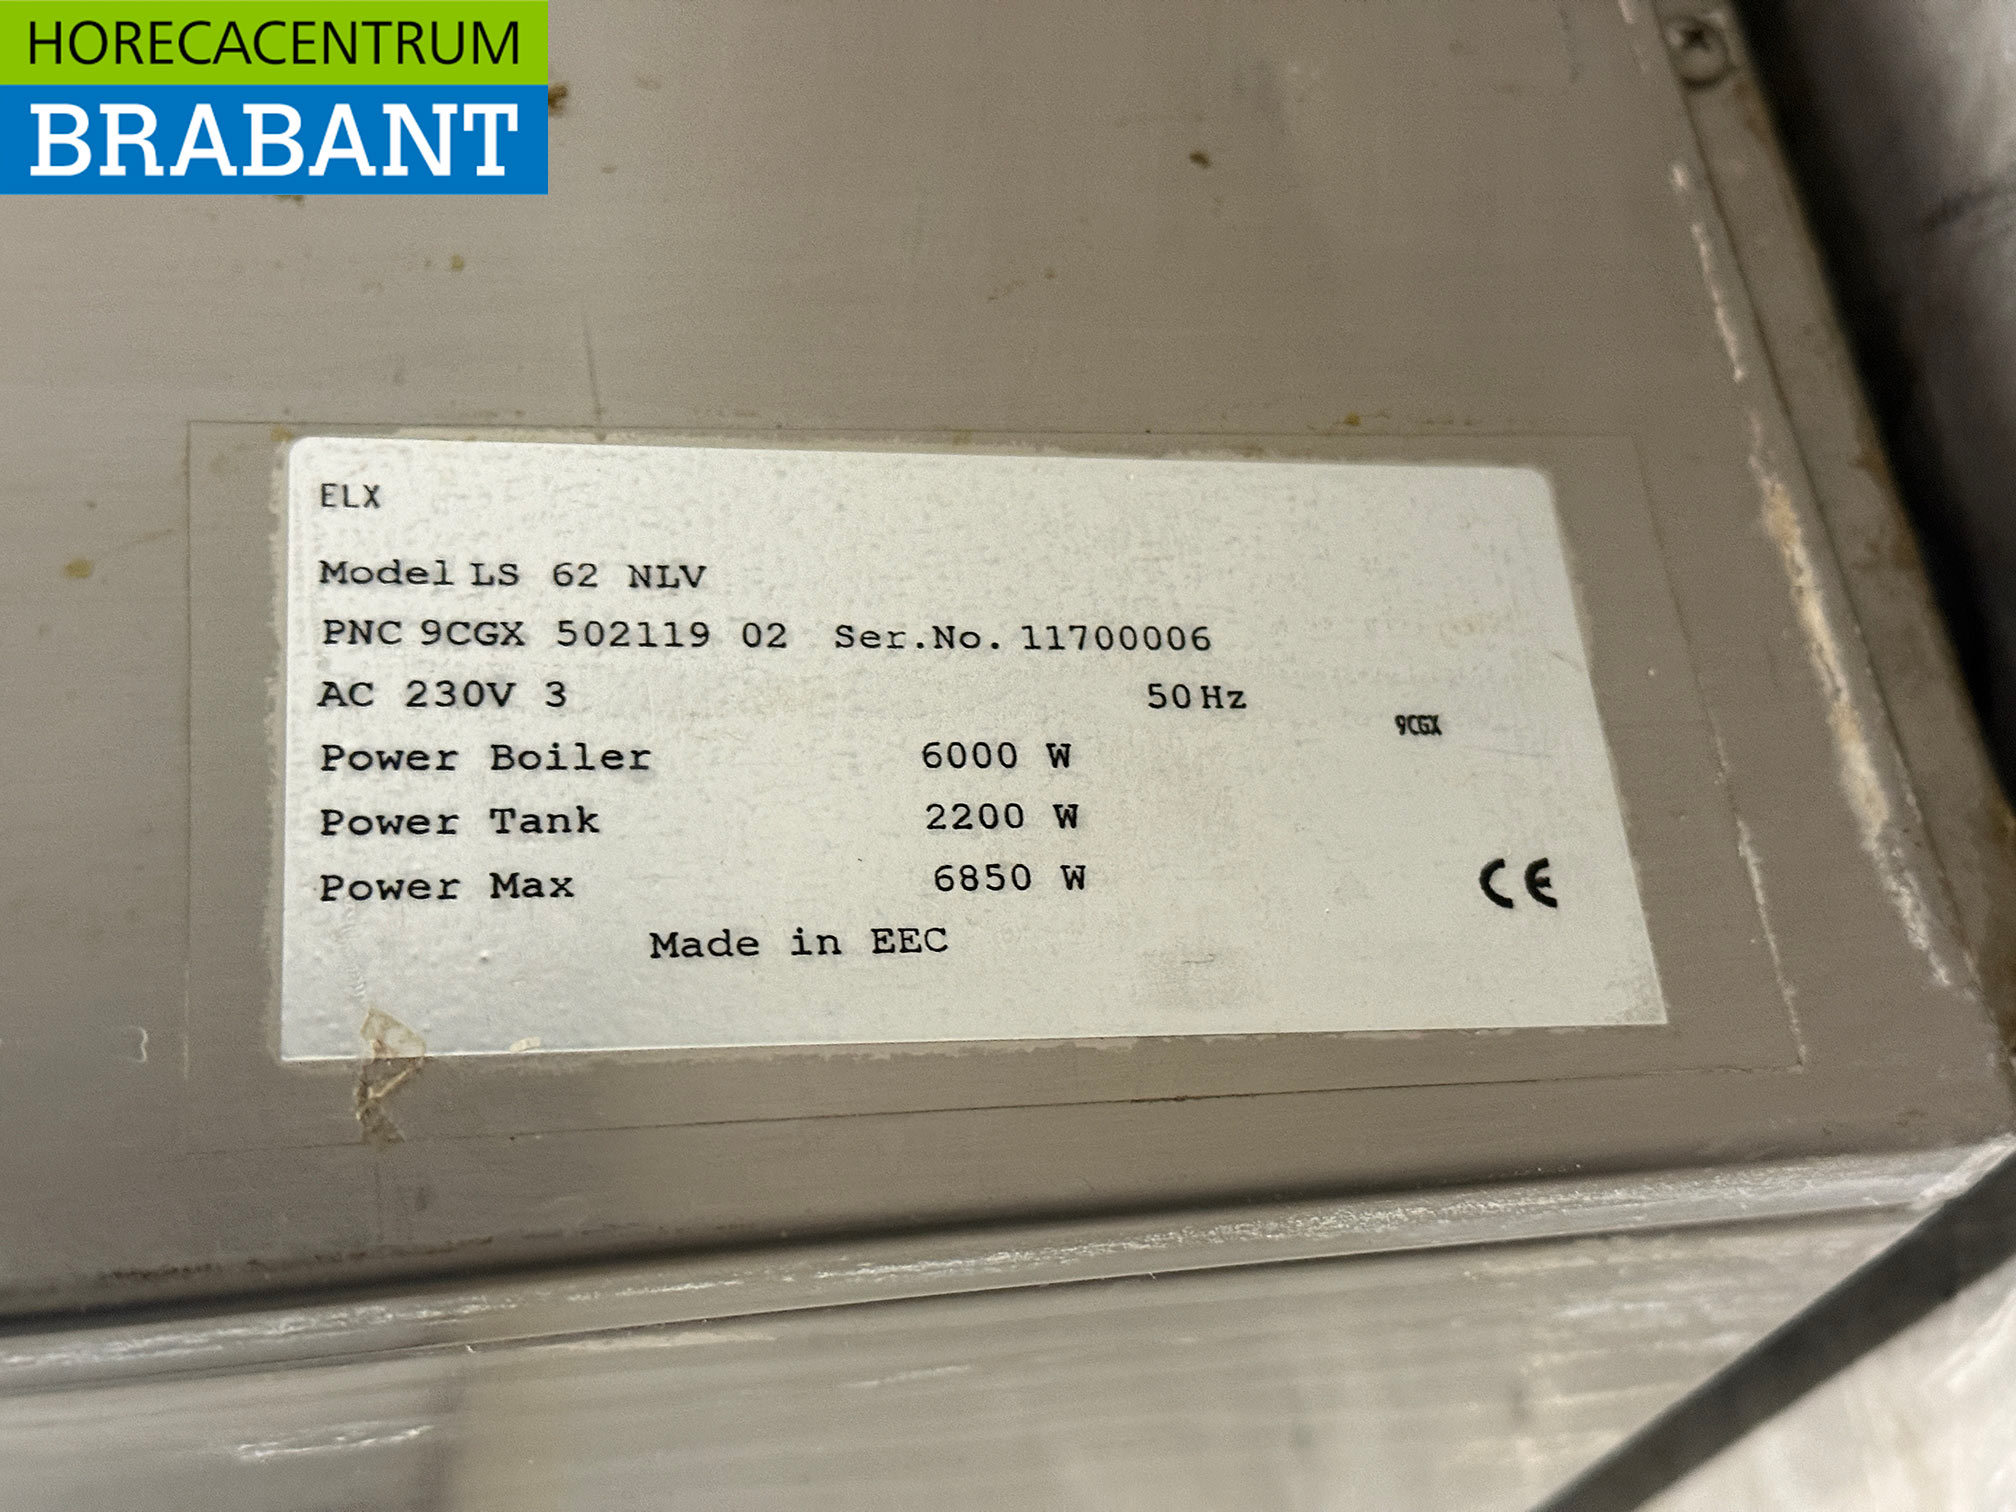 HORECACENTRUM
BRABANT
ELX
Model LS 62 NLV
PNC 9CGX 502119 02 Ser.No. 11700006
AC 230V 3 50Hz
9CGX
Power Boiler 6000 W
Power Tank 2200 W
Power Max 6850 W
CE
Made in EEC